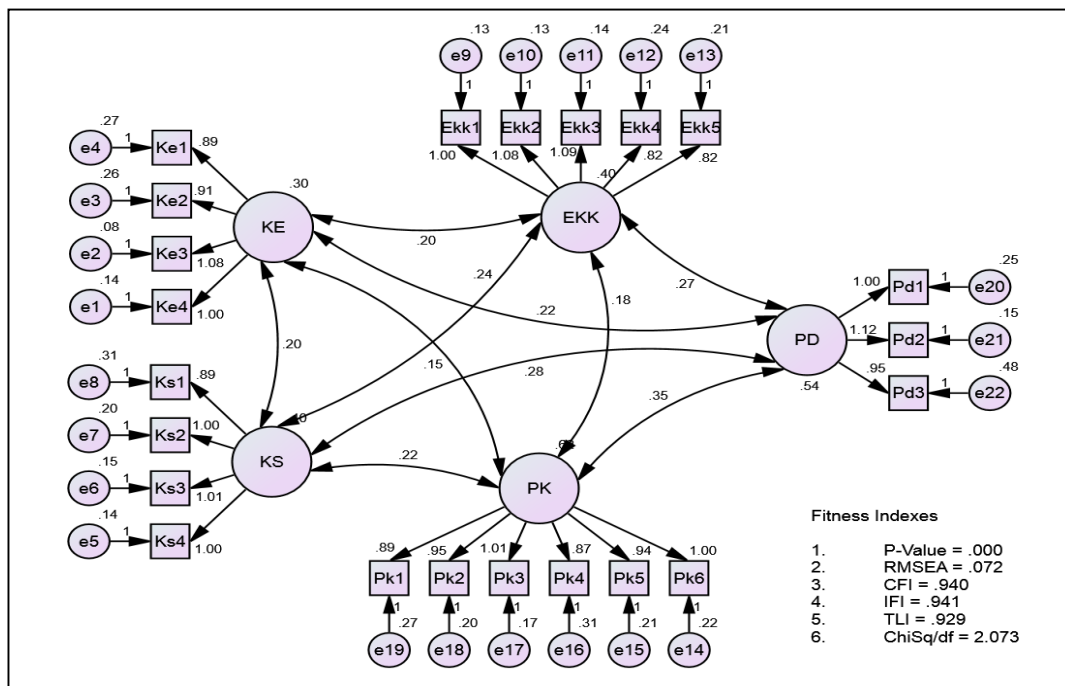 .13 .13 .14 .24 .21
e9 e10 e11 e12 e13
1 1 1 1 1
Ekk1 Ekk2 Ekk3 Ekk4 Ekk5
1.00 1.08 1.09 .82 .82
.40
EKK
.27
e4 1 Ke1 .89
.26
e3 1 Ke2 .91
.08
e2 1 Ke3 1.08
.14
e1 1 Ke4 1.00
.30
KE
.20
.24
.18
.27
.22
.20
.15
.28
.35
.22
.31
e8 1 Ks1 .89
.20
e7 1 Ks2 1.00
.15
e6 1 Ks3 1.01
.14
e5 1 Ks4 1.00
KS
PD
.54
1.00 Pd1 1 e20 .25
1.12 Pd2 1 e21 .15
.95 Pd3 1 e22 .48
PK
.89 .95 1.01 .87 .94 1.00
Pk1 Pk2 Pk3 Pk4 Pk5 Pk6
1 1 1 1 1 1
.27 .20 .17 .31 .21 .22
e19 e18 e17 e16 e15 e14
Fitness Indexes
1. P-Value = .000
2. RMSEA = .072
3. CFI = .940
4. IFI = .941
5. TLI = .929
6. ChiSq/df = 2.073